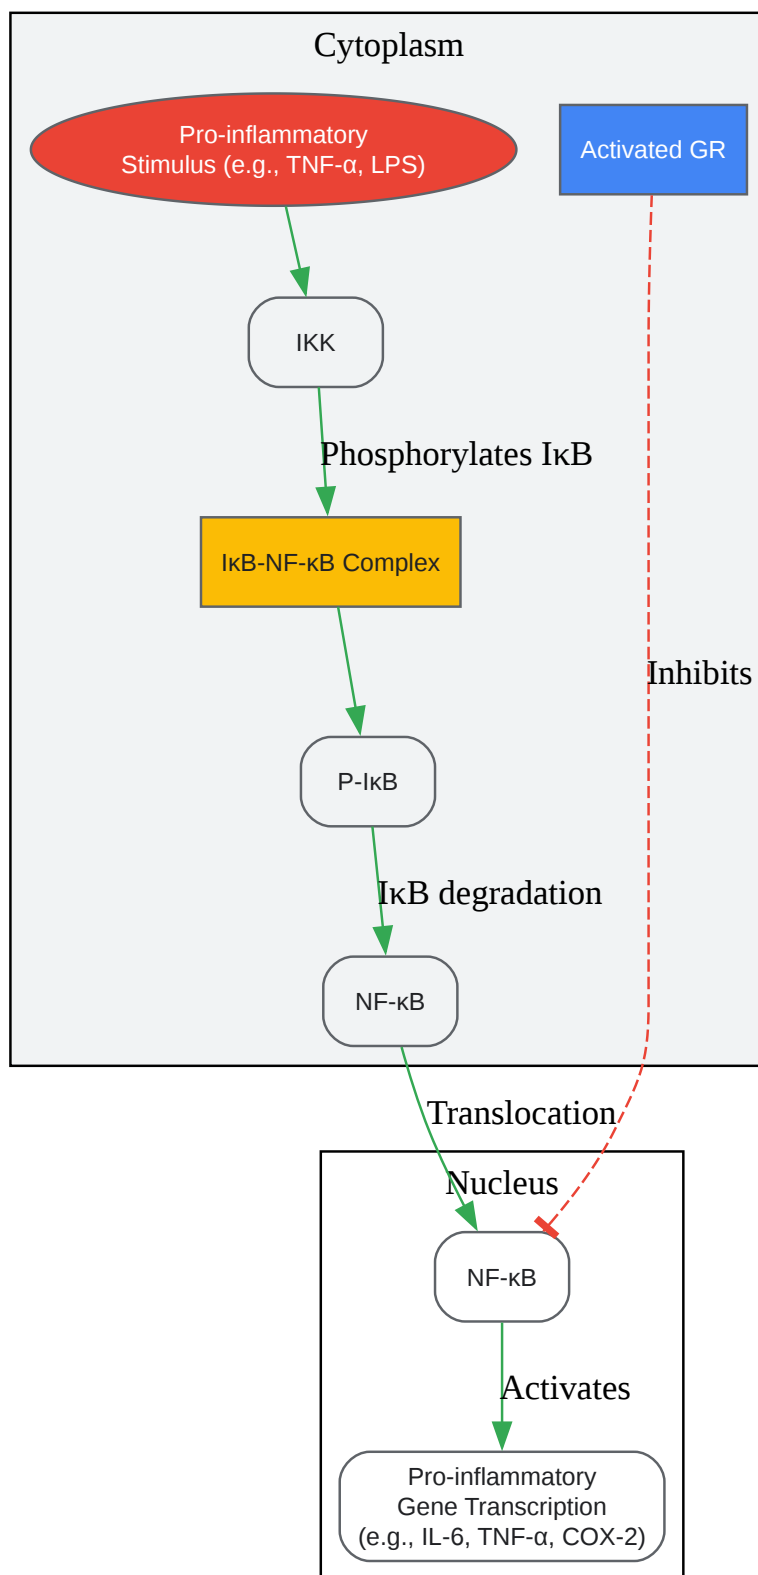 Cytoplasm
Pro-inflammatory
Stimulus (e.g., TNF-α, LPS)
Activated GR
IKK
Phosphorylates IκB
IκB-NF-κB Complex
Inhibits
P-IκB
IκB degradation
NF-κB
Translocation
Nucleus
NF-κB
Activates
Pro-inflammatory
Gene Transcription
(e.g., IL-6, TNF-α, COX-2)